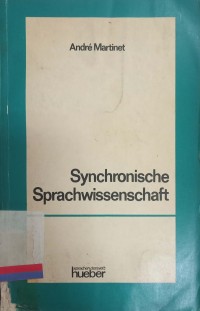 André Martinet
Synchronische
Sprachwissenschaft
hueber